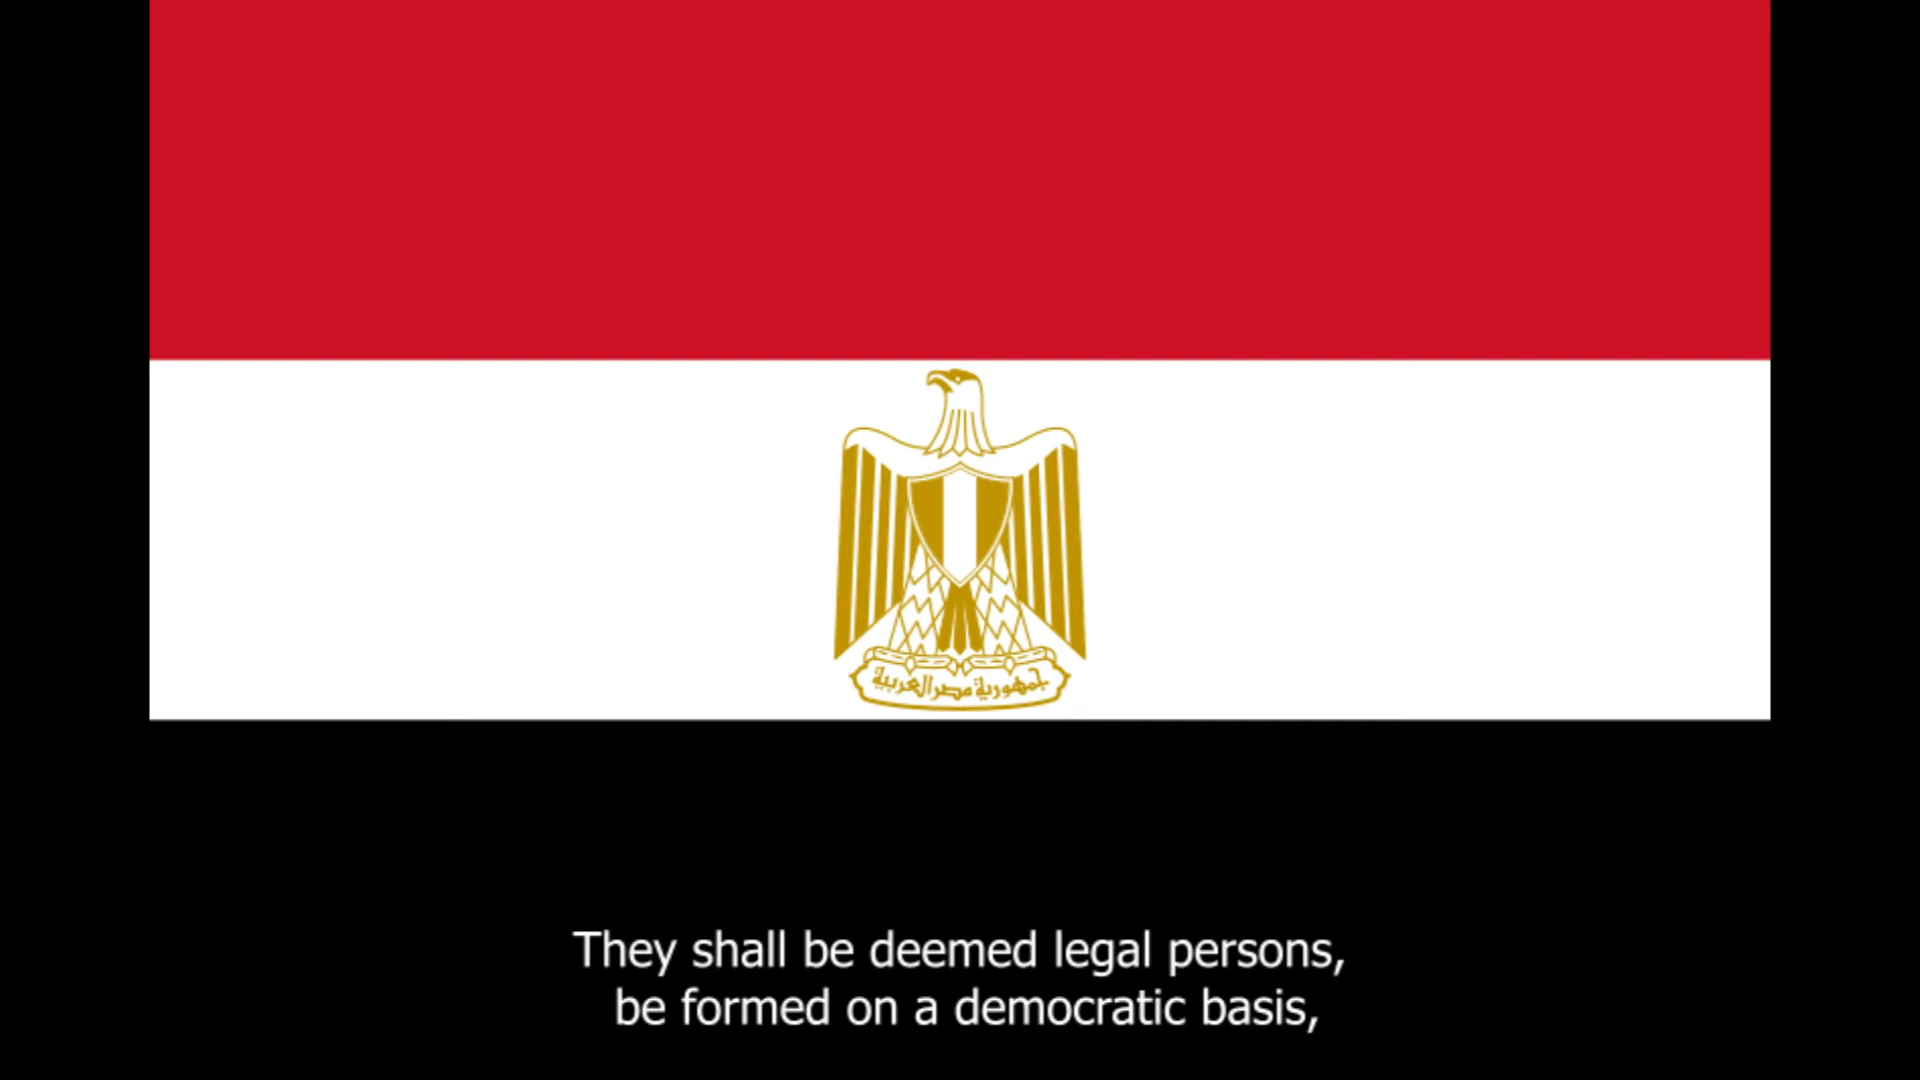 جمهورية مصر العربية
They shall be deemed legal persons,
be formed on a democratic basis,